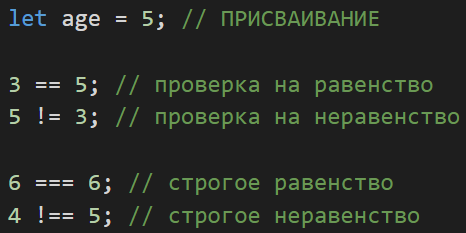 let age = 5; // ПРИСВАИВАНИЕ
3 == 5; // проверка на равенство
5 != 3; // проверка на неравенство
6 === 6; // строгое равенство
4 !== 5; // строгое неравенство